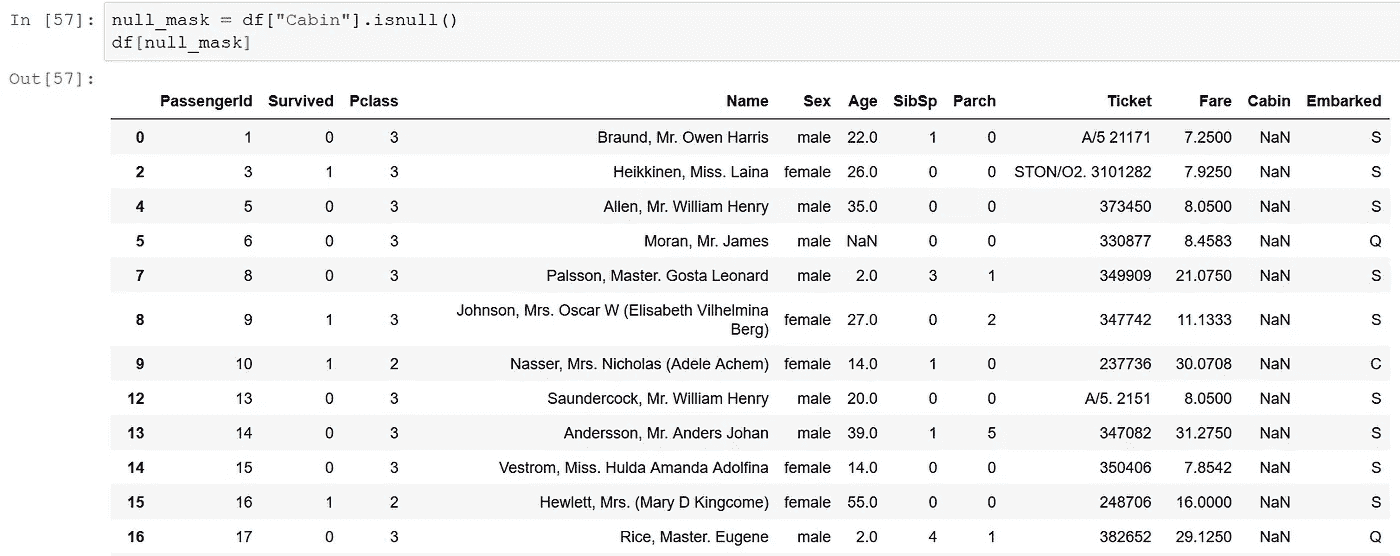 In [57]: null_mask = df["Cabin"].isnull()
df[null_mask]
Out[57]:
PassengerId Survived Pclass Name Sex Age SibSp Parch Ticket Fare Cabin Embarked
0 1 0 3 Braund, Mr. Owen Harris male 22.0 1 0 A/5 21171 7.2500 NaN S
2 3 1 3 Heikkinen, Miss. Laina female 26.0 0 0 STON/O2. 3101282 7.9250 NaN S
4 5 0 3 Allen, Mr. William Henry male 35.0 0 0 373450 8.0500 NaN S
5 6 0 3 Moran, Mr. James male NaN 0 0 330877 8.4583 NaN Q
7 8 0 3 Palsson, Master. Gosta Leonard male 2.0 3 1 349909 21.0750 NaN S
8 9 1 3 Johnson, Mrs. Oscar W (Elisabeth Vilhelmina
Berg) female 27.0 0 2 347742 11.1333 NaN S
9 10 1 2 Nasser, Mrs. Nicholas (Adele Achem) female 14.0 1 0 237736 30.0708 NaN C
12 13 0 3 Saundercock, Mr. William Henry male 20.0 0 0 A/5. 2151 8.0500 NaN S
13 14 0 3 Andersson, Mr. Anders Johan male 39.0 1 5 347082 31.2750 NaN S
14 15 0 3 Vestrom, Miss. Hulda Amanda Adolfina female 14.0 0 0 350406 7.8542 NaN S
15 16 1 2 Hewlett, Mrs. (Mary D Kingcome) female 55.0 0 0 248706 16.0000 NaN S
16 17 0 3 Rice, Master. Eugene male 2.0 4 1 382652 29.1250 NaN Q